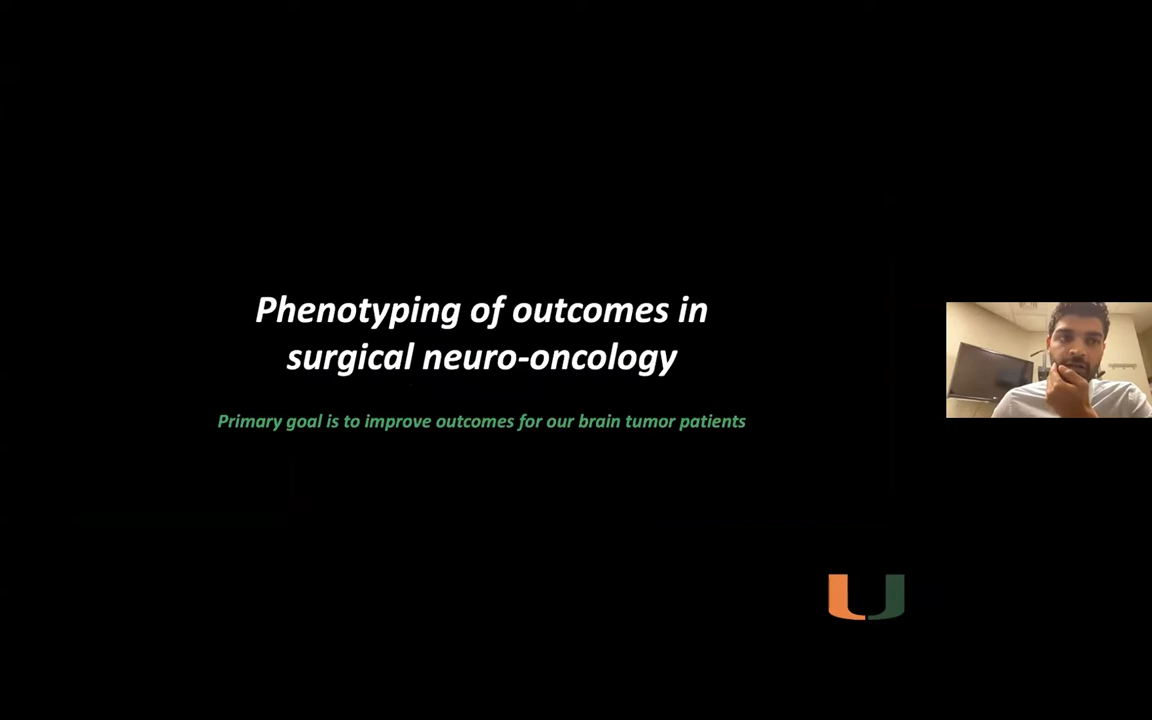 Phenotyping of outcomes in
surgical neuro-oncology
Primary goal is to improve outcomes for our brain tumor patients